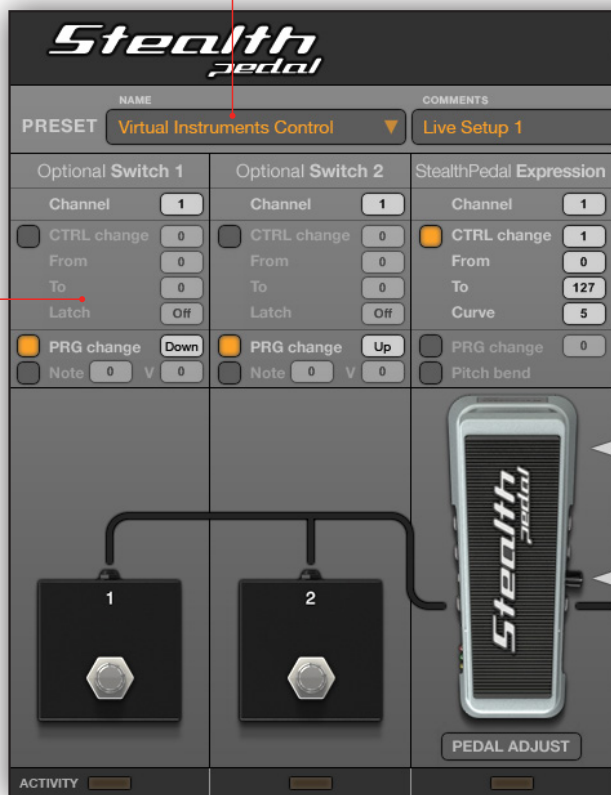 Stealth
pedal
NAME
COMMENTS
PRESET Virtual Instruments Control Live Setup 1
Optional Switch 1 Optional Switch 2 StealthPedal Expression
Channel 1 Channel 1 Channel 1
CTRL change 0 CTRL change 0 CTRL change 1
From 0 From 0 From 0
To 0 To 0 To 127
Latch Off Latch Off Curve 5
PRG change Down PRG change Up PRG change 0
Note 0 V 0 Note 0 V 0 Pitch bend
Stealth
pedal
1 2
PEDAL ADJUST
ACTIVITY